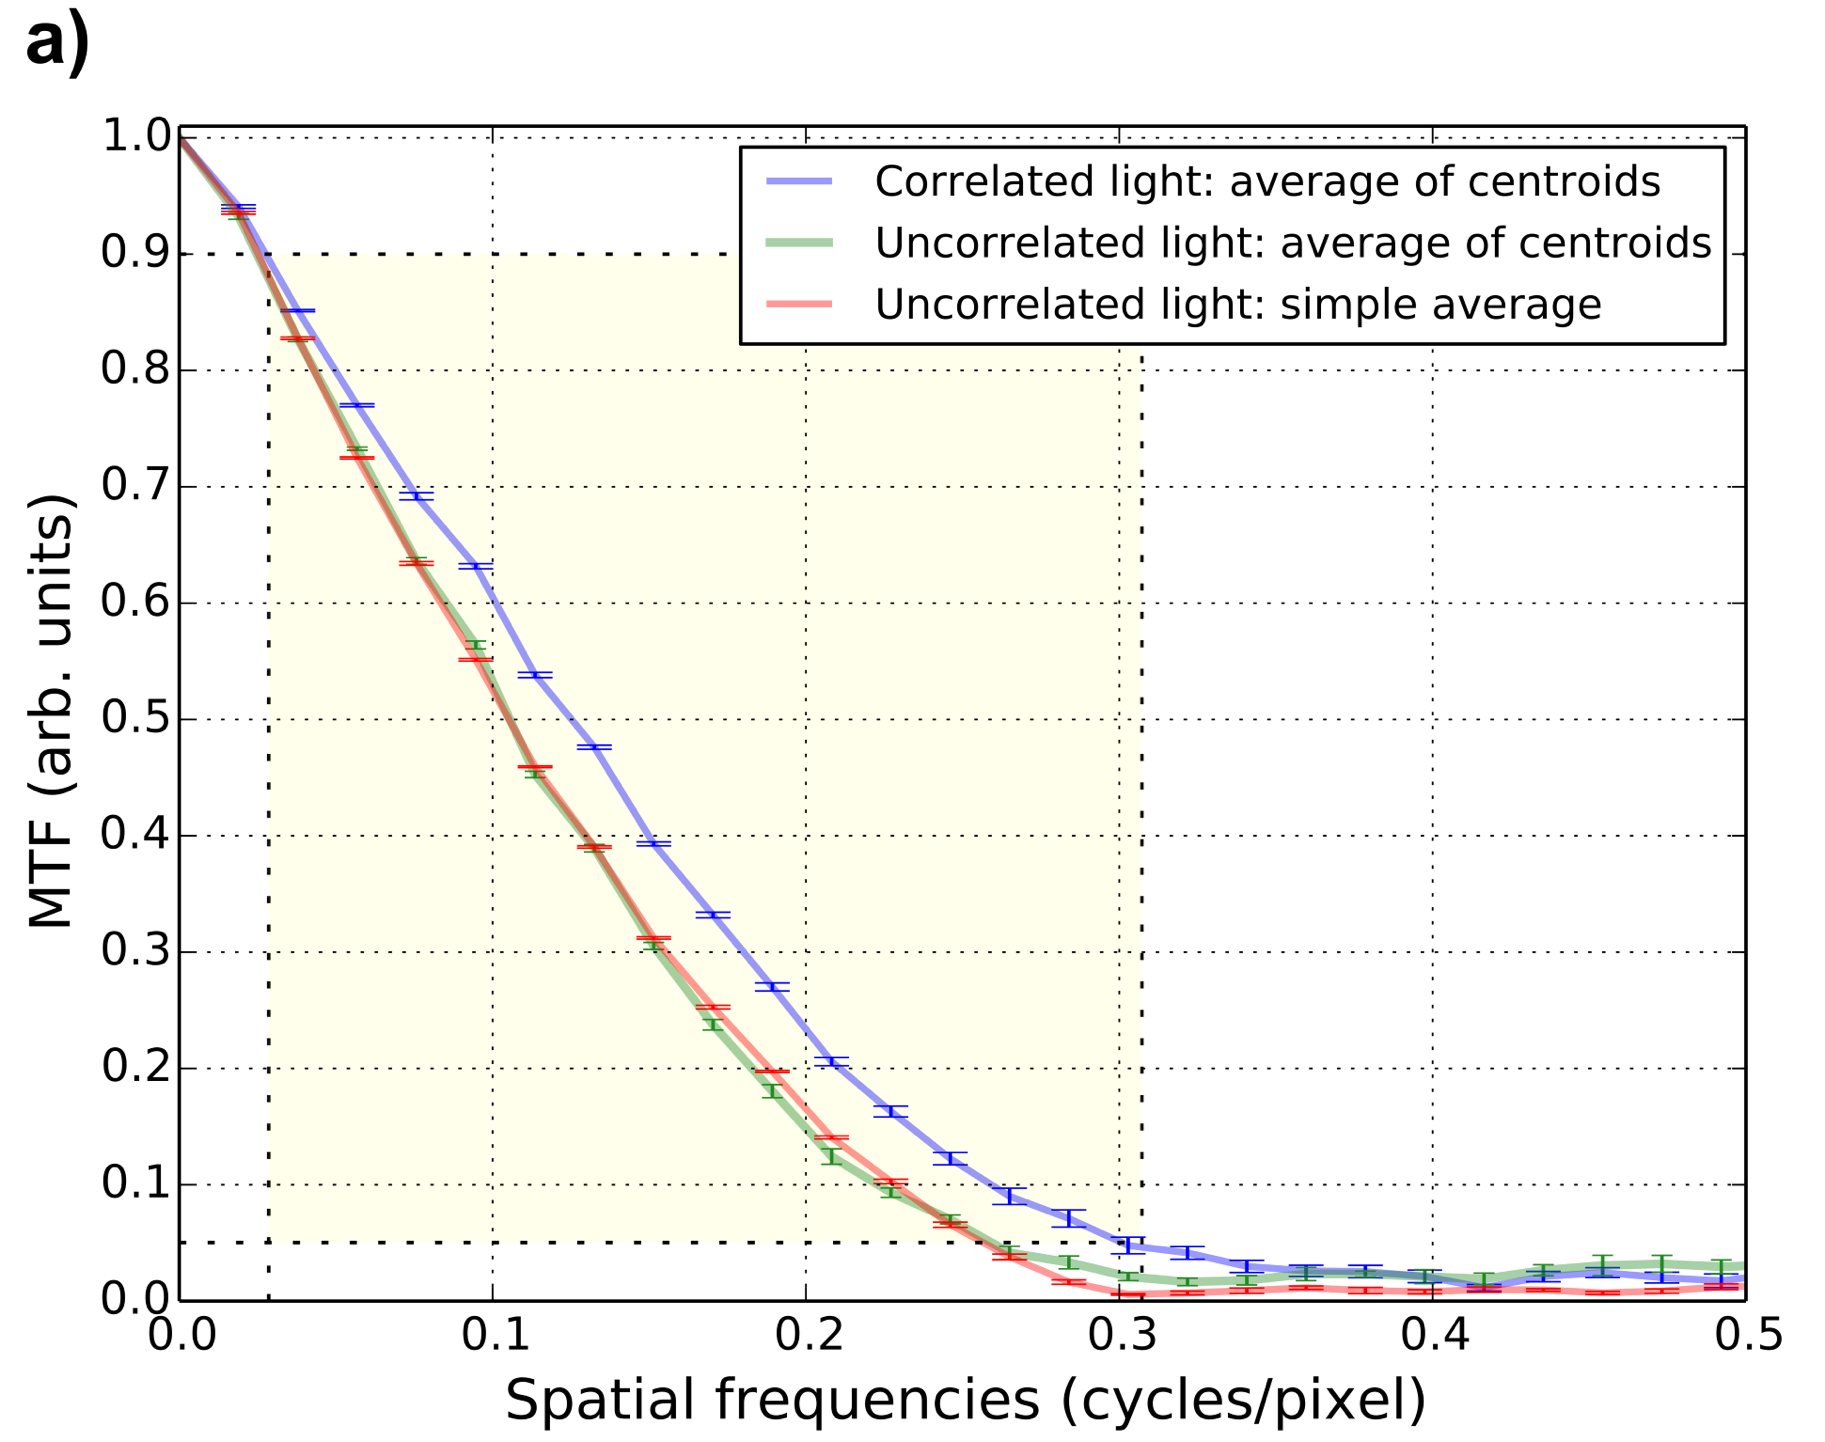 a)
1.0
0.9
0.8
0.7
0.6
0.5
0.4
0.3
0.2
0.1
0.0
MTF (arb. units)
Correlated light: average of centroids
Uncorrelated light: average of centroids
Uncorrelated light: simple average
0.0 0.1 0.2 0.3 0.4 0.5
Spatial frequencies (cycles/pixel)